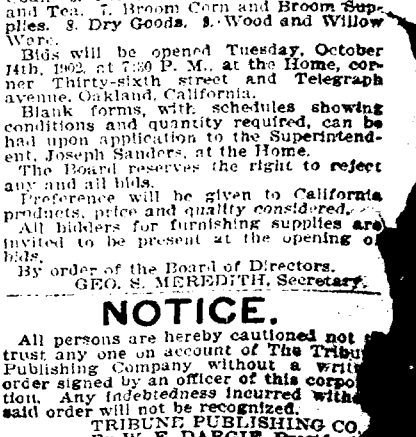 and Tea. 7. Broom Corn and Broom Sup-
plies. 8. Dry Goods. 9. Wood and Willow
Ware.
Bids will be opened Tuesday, October
14th, 1902, at 7:30 P. M., at the Home, cor-
ner Thirty-sixth street and Telegraph
avenue, Oakland, California.
Blank forms, with schedules showing
conditions and quantity required, can be
had upon application to the Superintend-
ent, Joseph Sanders, at the Home.
The Board reserves the right to reject
any and all bids.
Preference will be given to California
products, price and quality considered.
All bidders for furnishing supplies are
invited to be present at the opening of
bids.
By order of the Board of Directors.
GEO. S. MEREDITH, Secretary.
NOTICE.
All persons are hereby cautioned not
trust any one on account of The Tribu
Publishing Company without a writ
order signed by an officer of this corpo
tion. Any indebtedness incurred with
said order will not be recognized.
TRIBUNE PUBLISHING CO.
By W. E. DARGIE